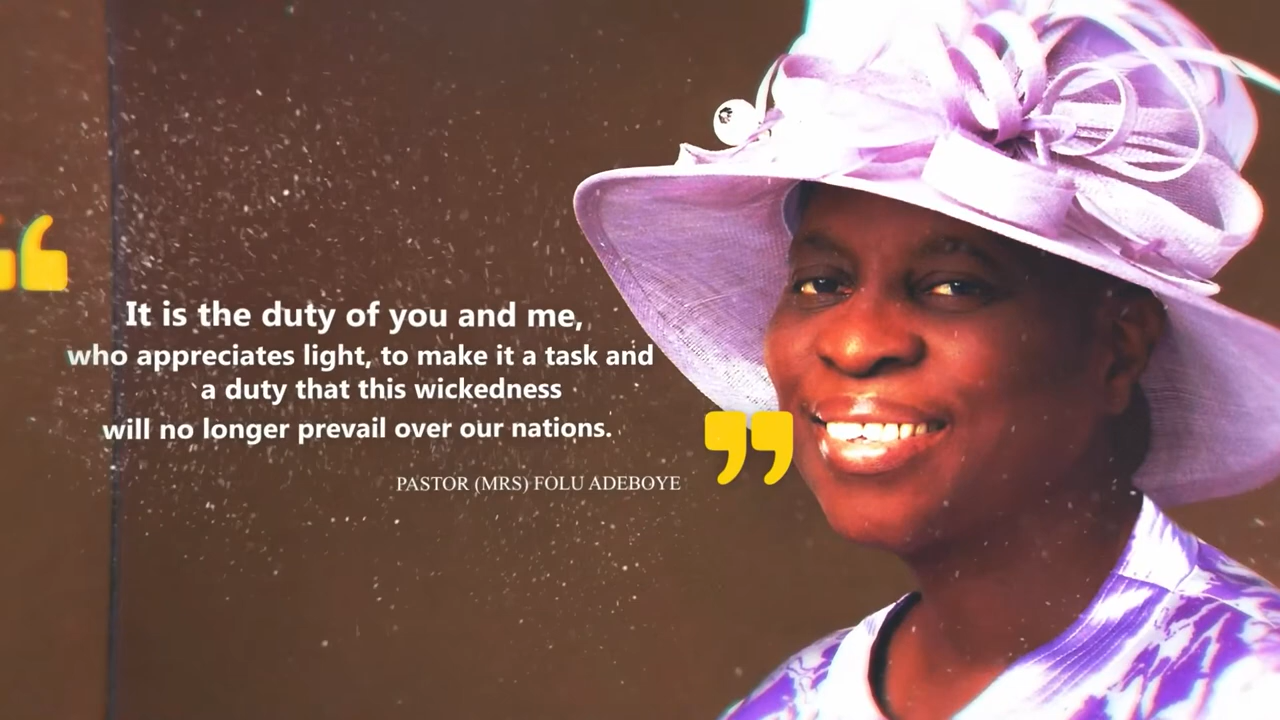 It is the duty of you and me,
who appreciates light, to make it a task and
a duty that this wickedness
will no longer prevail over our nations.
PASTOR (MRS) FOLU ADEBOYE